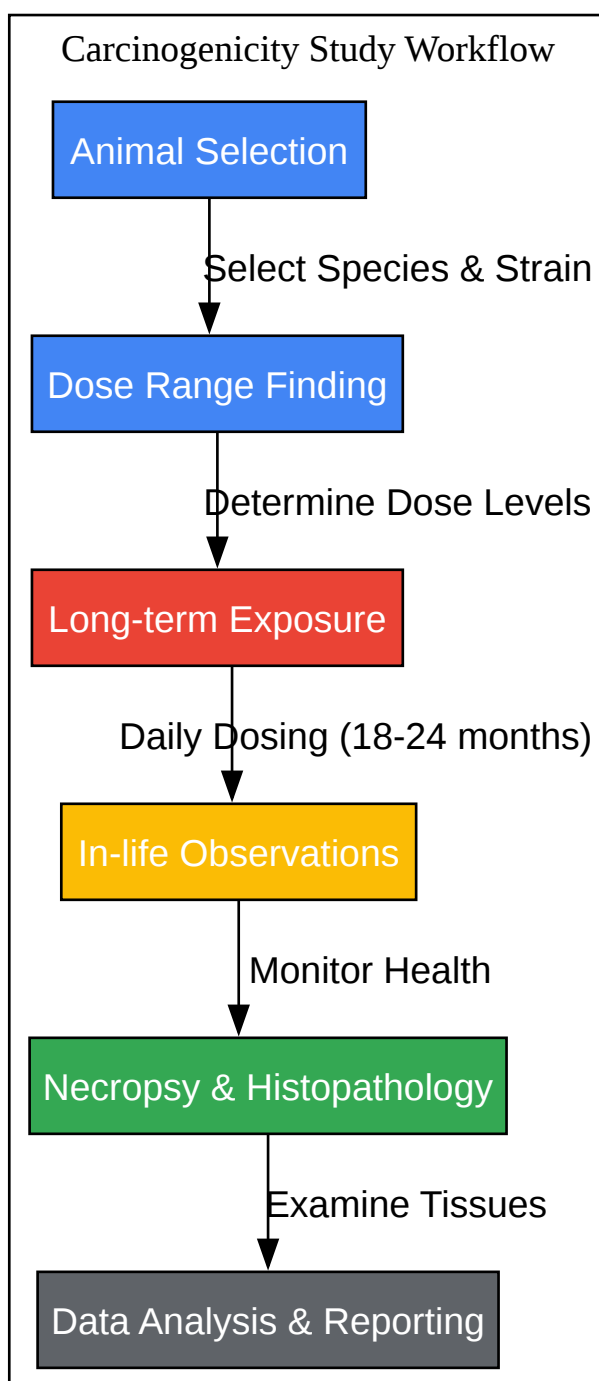 Carcinogenicity Study Workflow
Animal Selection
Select Species & Strain
Dose Range Finding
Determine Dose Levels
Long-term Exposure
Daily Dosing (18-24 months)
In-life Observations
Monitor Health
Necropsy & Histopathology
Examine Tissues
Data Analysis & Reporting